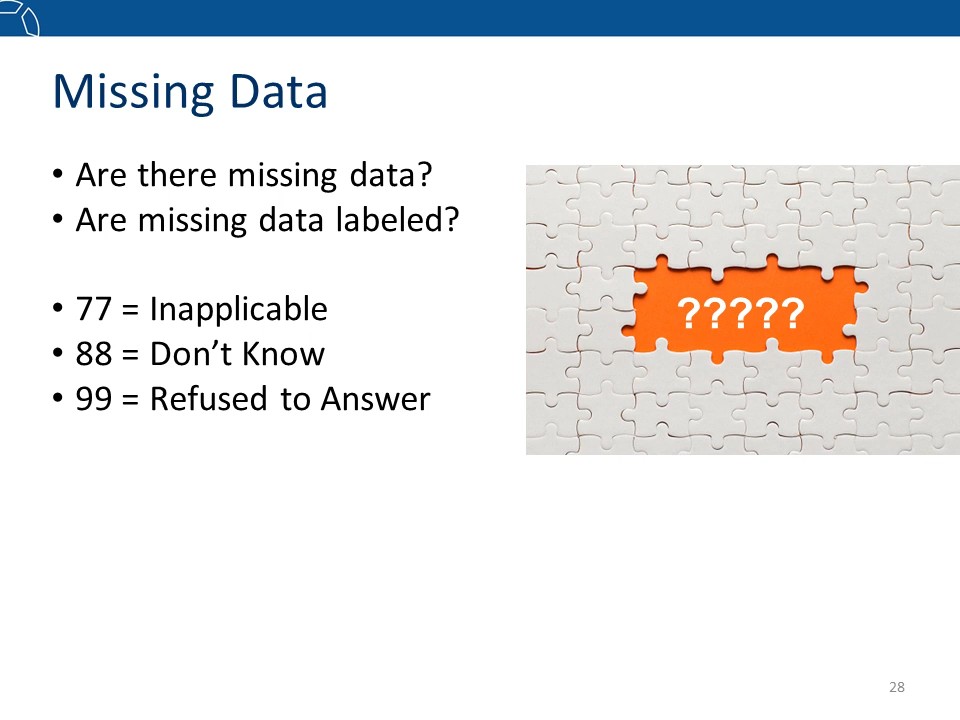 Missing Data
• Are there missing data?
• Are missing data labeled?
• 77 = Inapplicable
• 88 = Don’t Know
• 99 = Refused to Answer
?????
28